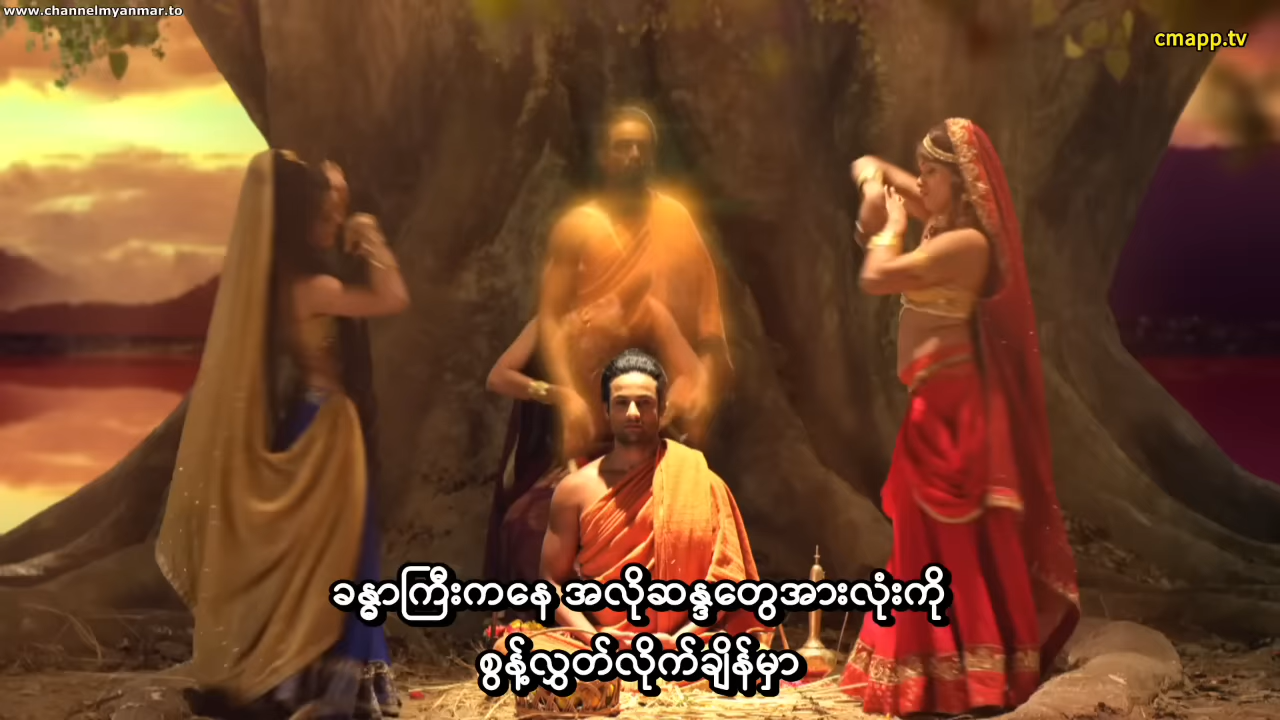 www.channelmyanmar.to
cmapp.tv
ခန္ဓာကြီးကနေ အလိုဆန္ဒတွေအားလုံးကို
စွန့်လွှတ်လိုက်ချိန်မှာ